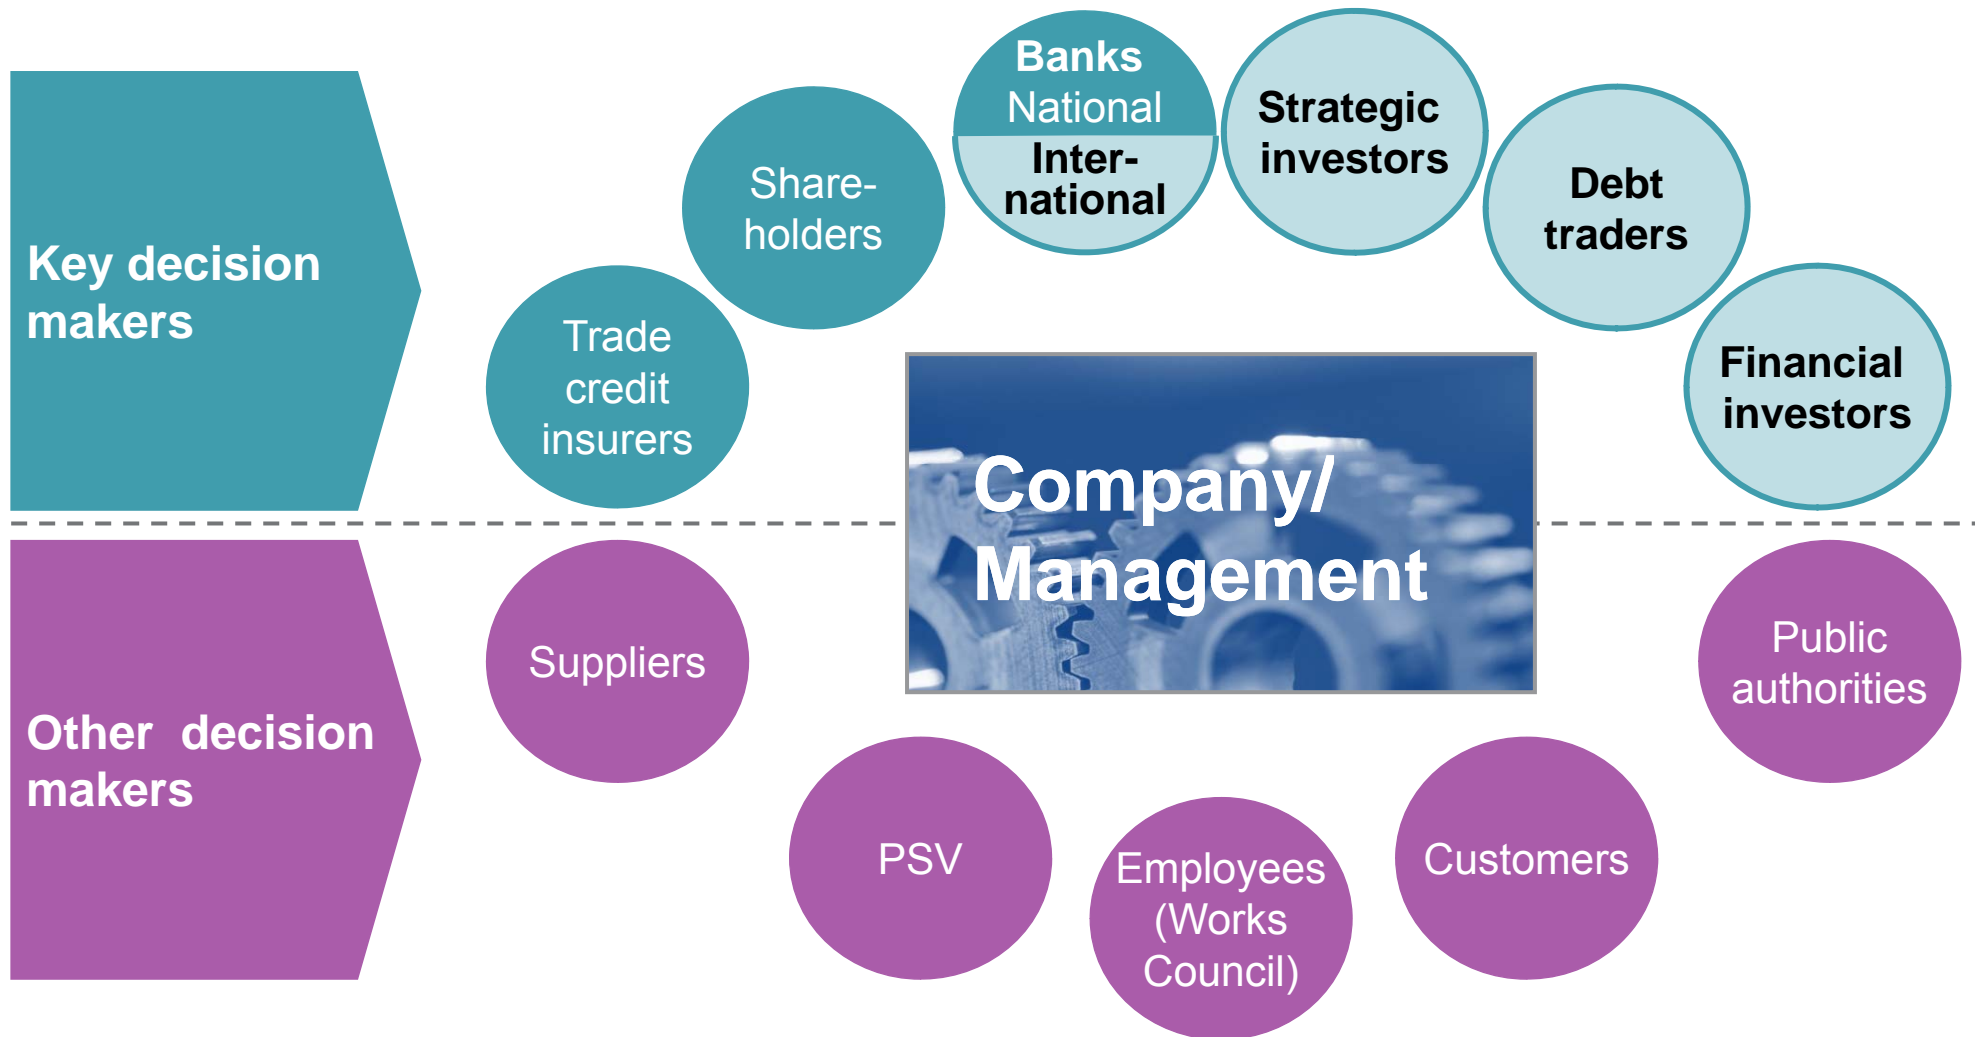 Key decision
makers
Trade
credit
insurers
Share-
holders
Banks
National
Inter-
national
Strategic
investors
Debt
traders
Financial
investors
Company/
Management
Other decision
makers
Suppliers
PSV
Employees
(Works
Council)
Customers
Public
authorities